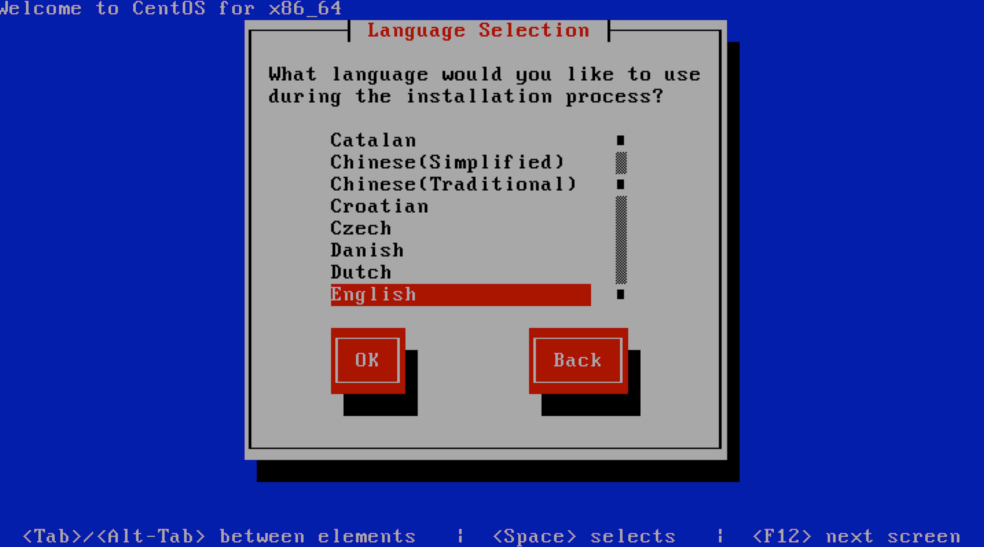 Welcome to CentOS for x86_64
Language Selection
What language would you like to use
during the installation process?
Catalan
Chinese(Simplified)
Chinese(Traditional)
Croatian
Czech
Danish
Dutch
English
OK
Back
<Tab>/<Alt-Tab> between elements | <Space> selects | <F12> next screen